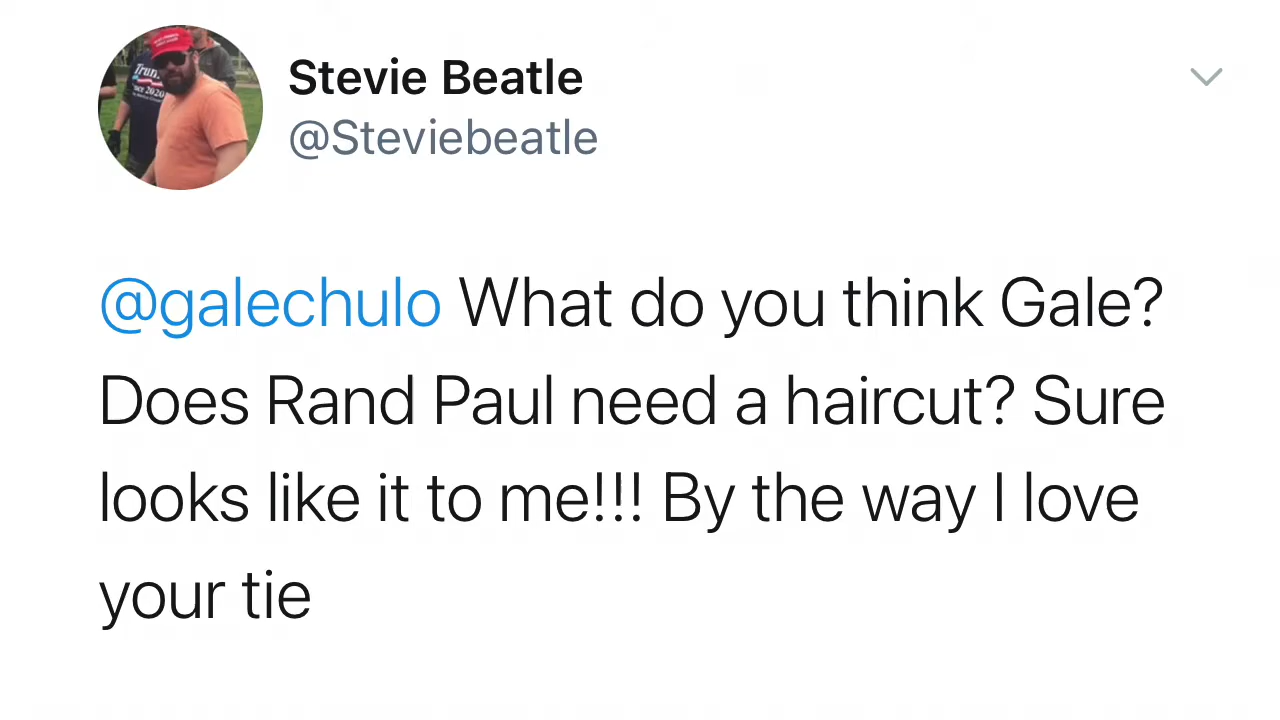 Stevie Beatle
@Steviebeatle
@galechulo What do you think Gale?
Does Rand Paul need a haircut? Sure
looks like it to me!!! By the way I love
your tie